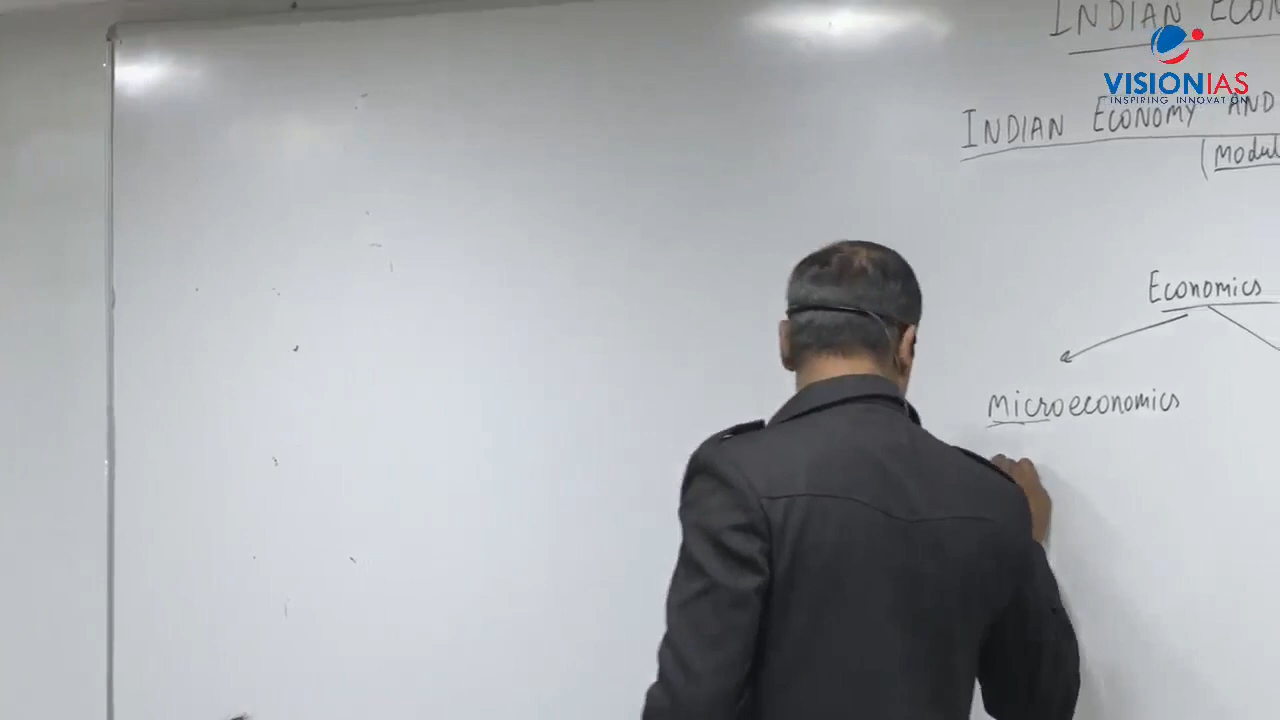 INDIAN ECON
VISIONIAS
INSPIRING INNOVATION
INDIAN ECONOMY AND
(Modul
Economics
Microeconomics